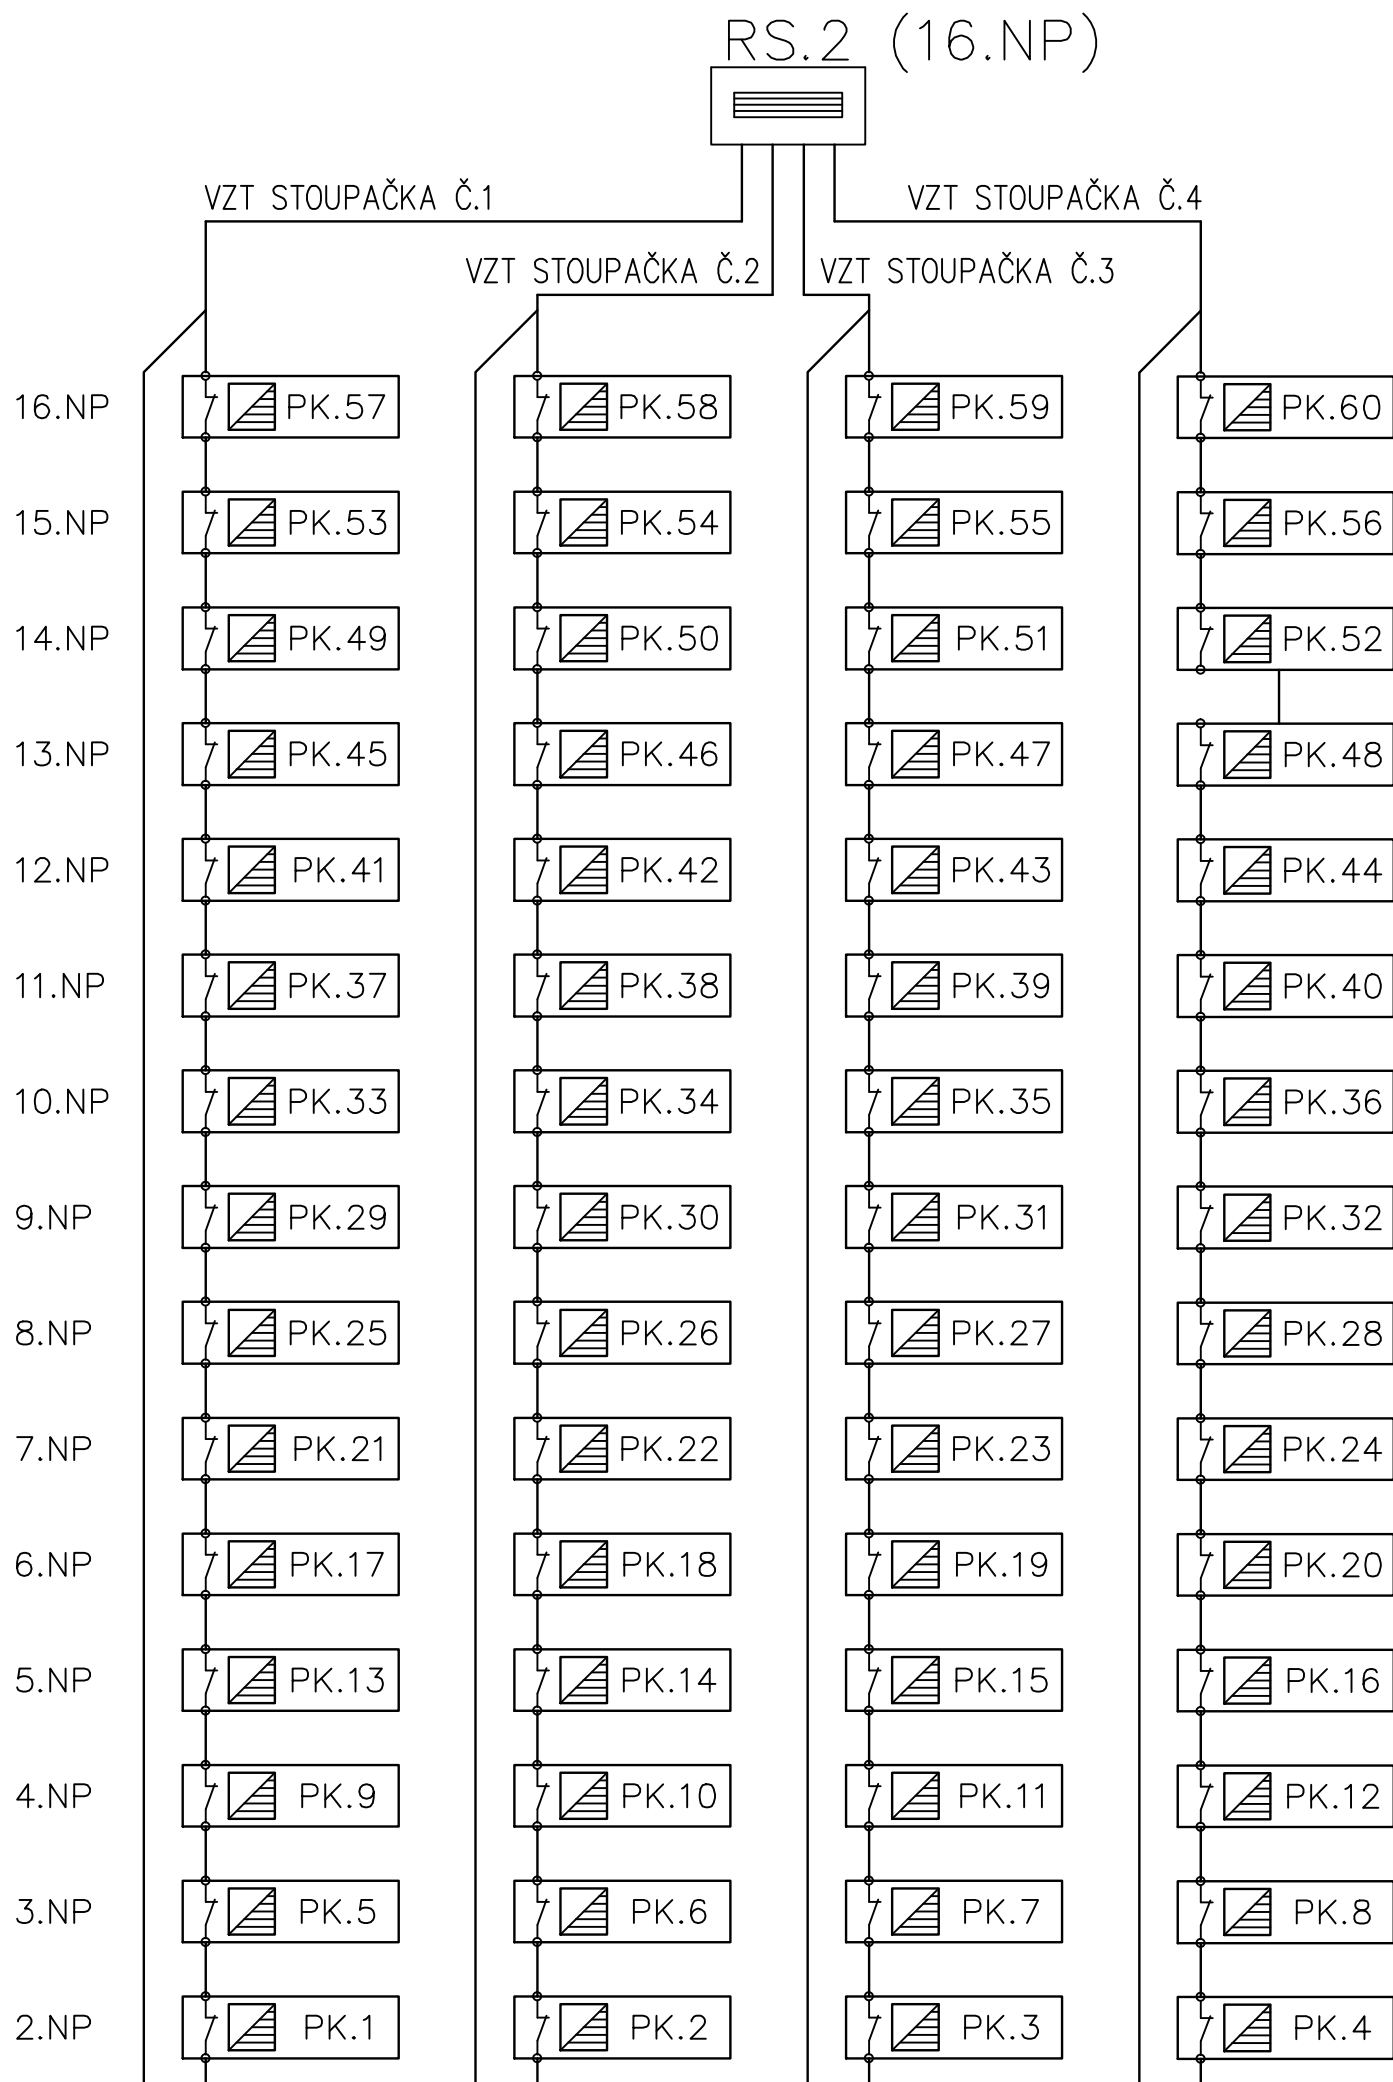 RS.2 (16.NP)
VZT STOUPAČKA Č.1
VZT STOUPAČKA Č.4
VZT STOUPAČKA Č.2
VZT STOUPAČKA Č.3
16.NP PK.57 PK.58 PK.59 PK.60
15.NP PK.53 PK.54 PK.55 PK.56
14.NP PK.49 PK.50 PK.51 PK.52
13.NP PK.45 PK.46 PK.47 PK.48
12.NP PK.41 PK.42 PK.43 PK.44
11.NP PK.37 PK.38 PK.39 PK.40
10.NP PK.33 PK.34 PK.35 PK.36
9.NP PK.29 PK.30 PK.31 PK.32
8.NP PK.25 PK.26 PK.27 PK.28
7.NP PK.21 PK.22 PK.23 PK.24
6.NP PK.17 PK.18 PK.19 PK.20
5.NP PK.13 PK.14 PK.15 PK.16
4.NP PK.9 PK.10 PK.11 PK.12
3.NP PK.5 PK.6 PK.7 PK.8
2.NP PK.1 PK.2 PK.3 PK.4